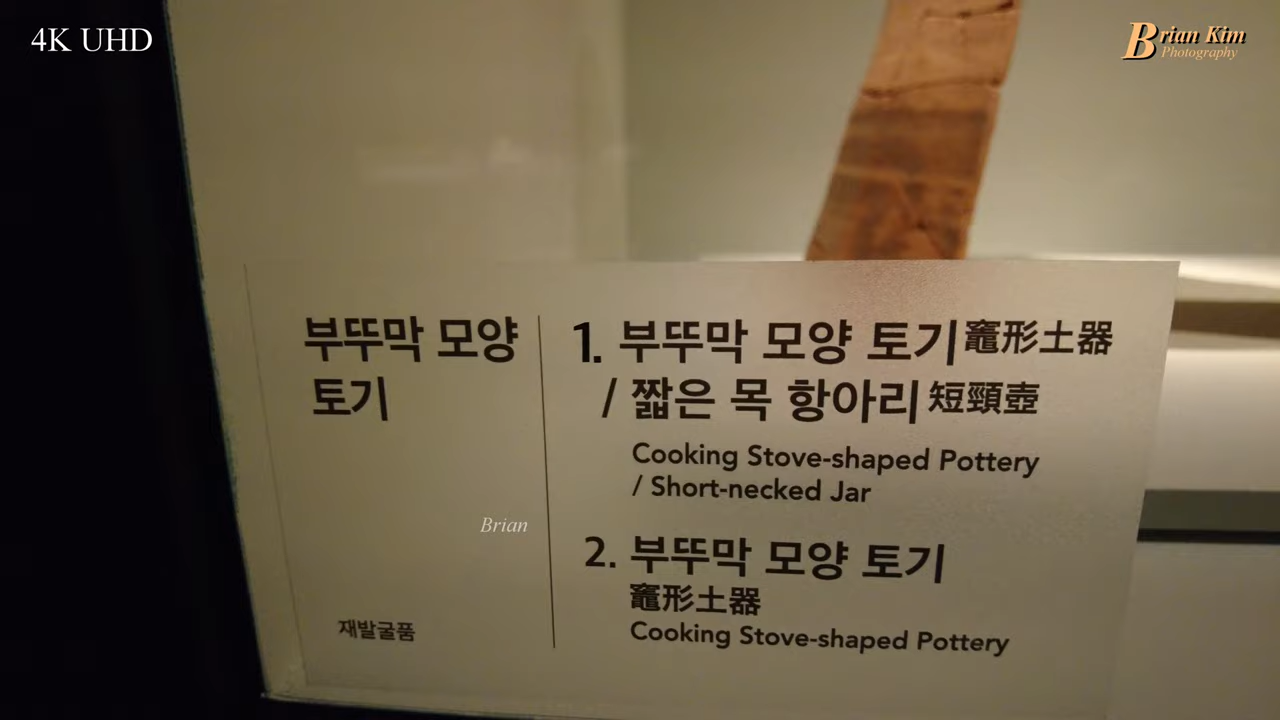 4K UHD
Brian Kim
Photography
부뚜막 모양
토기
재발굴품
1. 부뚜막 모양 토기竈形土器
/ 짧은 목 항아리短頸壺
Cooking Stove-shaped Pottery
/ Short-necked Jar
2. 부뚜막 모양 토기
竈形土器
Cooking Stove-shaped Pottery
Brian